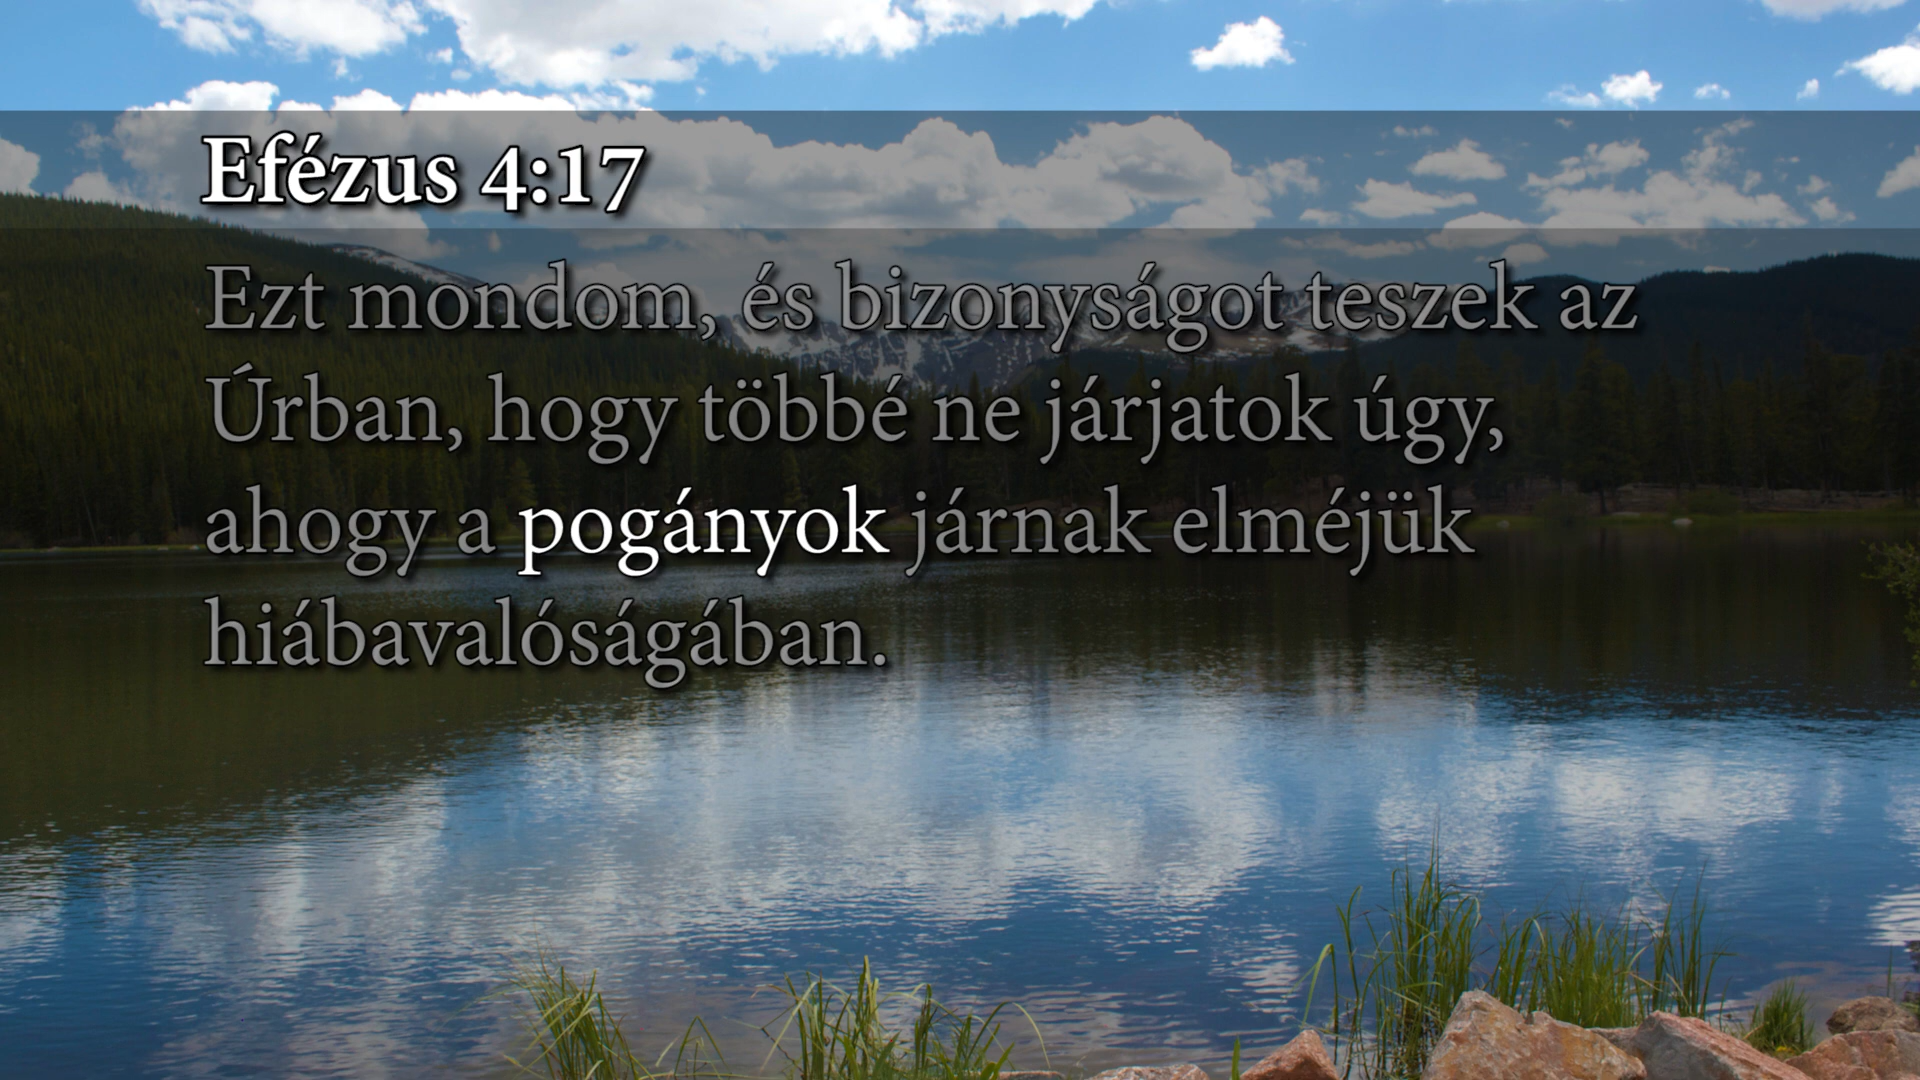 Efézus 4:17
Ezt mondom, és bizonyságot teszek az
Úrban, hogy többé ne járjatok úgy,
ahogy a pogányok járnak elméjük
hiábavalóságában.